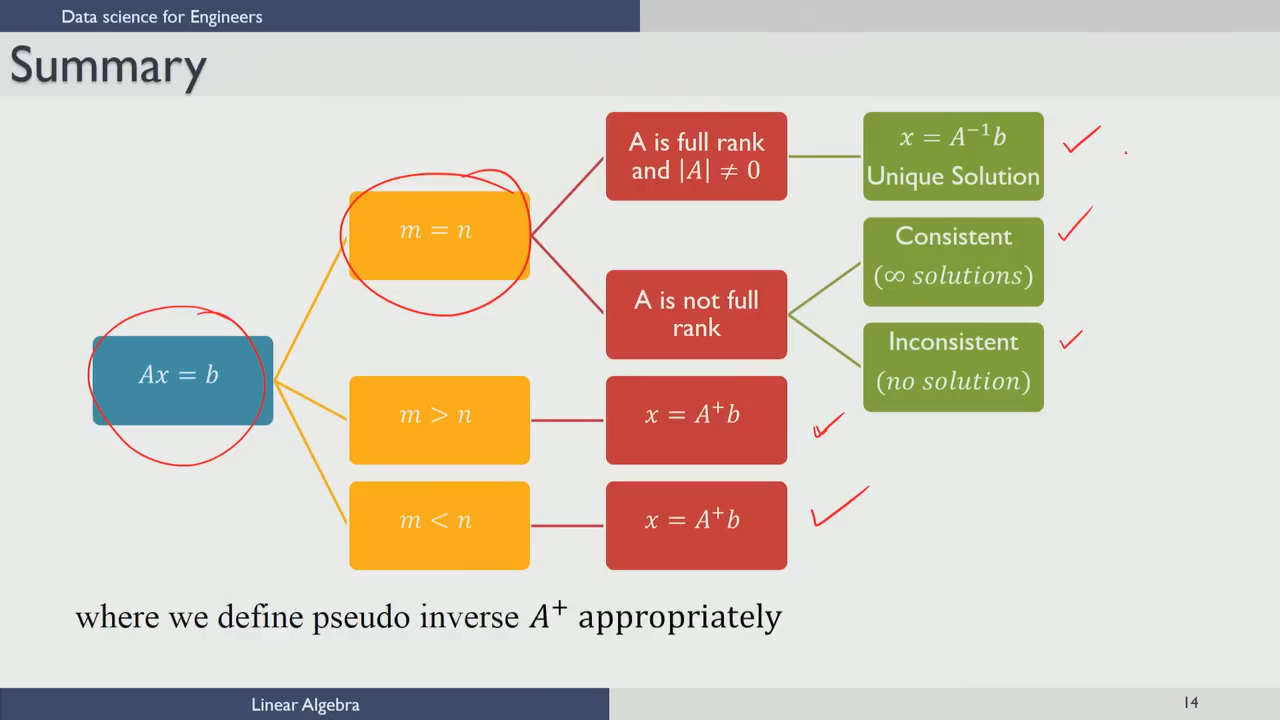 Data science for Engineers
Summary
Ax = b
m = n
A is full rank
and |A| ≠ 0
x = A⁻¹b
Unique Solution
A is not full
rank
Consistent
(∞ solutions)
Inconsistent
(no solution)
m > n
x = A⁺b
m < n
x = A⁺b
where we define pseudo inverse A⁺ appropriately
Linear Algebra
14